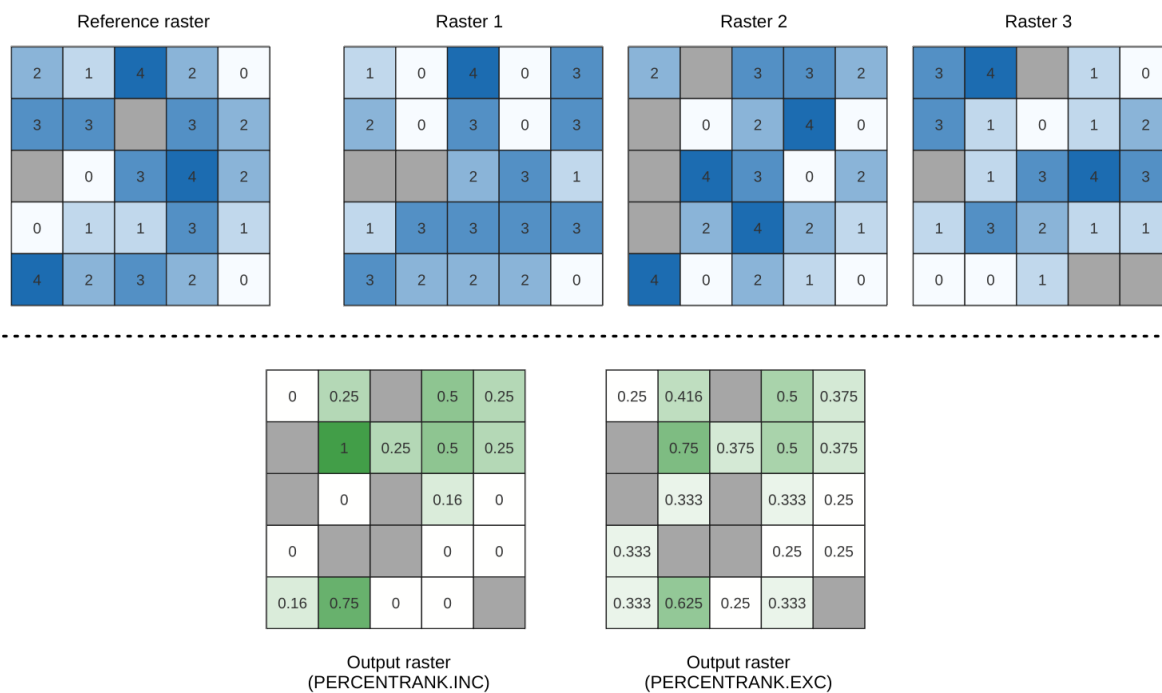 Reference raster Raster 1 Raster 2 Raster 3
2 1 4 2 0 1 0 4 0 3 2 3 3 2 3 4 1 0
3 3 3 2 2 0 3 0 3 0 2 4 0 3 1 0 1 2
0 3 4 2 2 3 1 4 3 0 2 1 3 4 3
0 1 1 3 1 1 3 3 3 3 2 4 2 1 1 3 2 1 1
4 2 3 2 0 3 2 2 2 0 4 0 2 1 0 0 0 1
0 0.25 0.5 0.25 0.25 0.416 0.5 0.375
1 0.25 0.5 0.25 0.75 0.375 0.5 0.375
0 0.16 0 0.333 0.333 0.25
0 0 0 0.333 0.25 0.25
0.16 0.75 0 0 0.333 0.625 0.25 0.333
Output raster Output raster
(PERCENTRANK.INC) (PERCENTRANK.EXC)